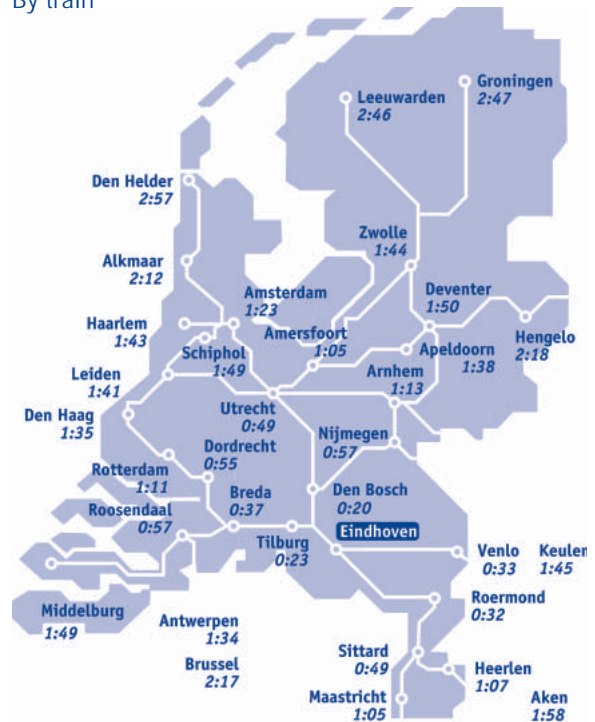 By train
Groningen
2:47
Leeuwarden
2:46
Den Helder
2:57
Zwolle
1:44
Alkmaar
2:12
Amsterdam
1:23
Deventer
1:50
Haarlem
1:43
Amersfoort
1:05
Hengelo
2:18
Schiphol
1:49
Apeldoorn
1:38
Leiden
1:41
Arnhem
1:13
Den Haag
1:35
Utrecht
0:49
Nijmegen
0:57
Dordrecht
0:55
Rotterdam
1:11
Breda
0:37
Den Bosch
0:20
Roosendaal
0:57
Tilburg
0:23
Eindhoven
Venlo
0:33
Keulen
1:45
Middelburg
1:49
Antwerpen
1:34
Roermond
0:32
Brussel
2:17
Sittard
0:49
Heerlen
1:07
Maastricht
1:05
Aken
1:58